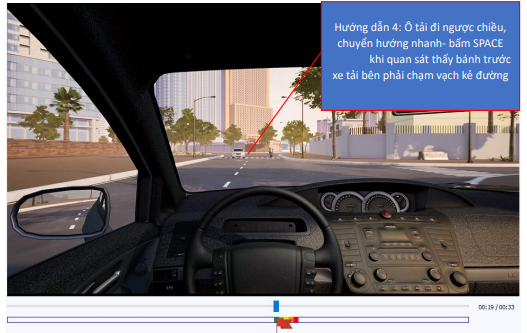 Hướng dẫn 4: Ô tải đi ngược chiều,
chuyển hướng nhanh- bấm SPACE
khi quan sát thấy bánh trước
xe tải bên phải chạm vạch kẻ đường
00:19 / 00:33